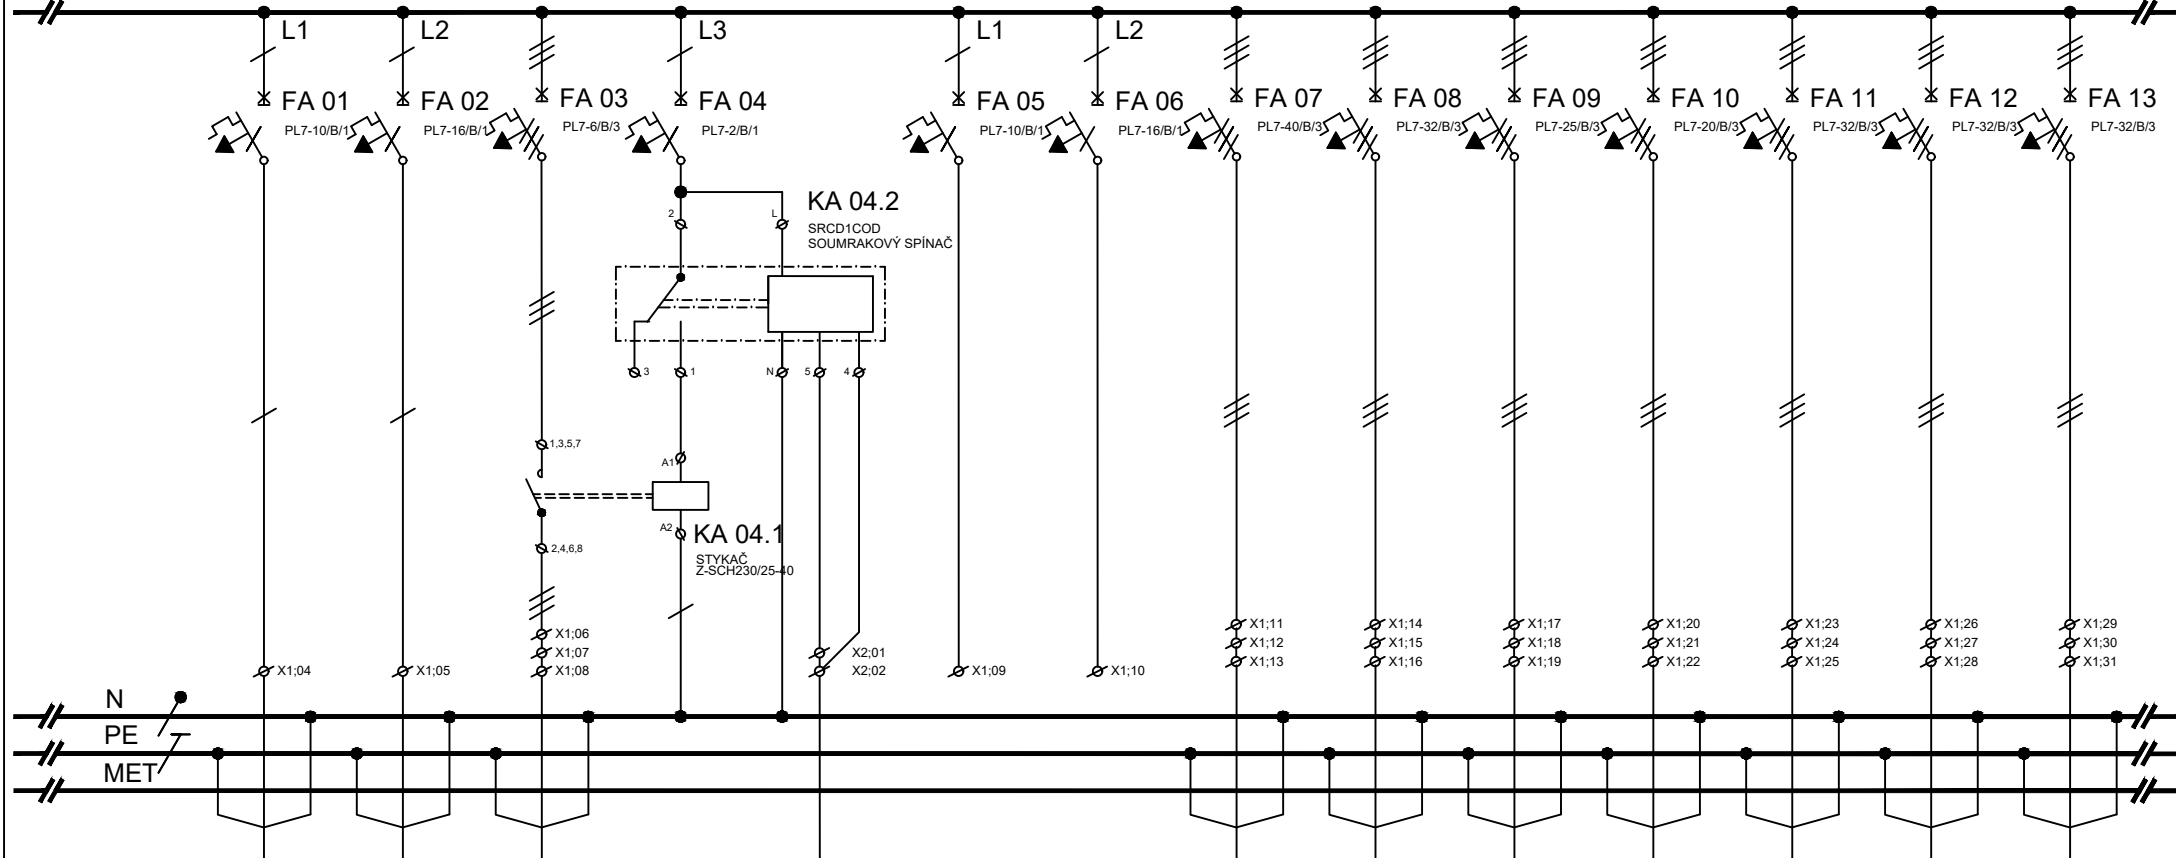 L1
L2
L3
L1
L2
FA 01
PL7-10/B/1
FA 02
PL7-16/B/1
FA 03
PL7-6/B/3
FA 04
PL7-2/B/1
FA 05
PL7-10/B/1
FA 06
PL7-16/B/1
FA 07
PL7-40/B/3
FA 08
PL7-32/B/3
FA 09
PL7-25/B/3
FA 10
PL7-20/B/3
FA 11
PL7-32/B/3
FA 12
PL7-32/B/3
FA 13
PL7-32/B/3
2
L
KA 04.2
SRCD1COD
SOUMRAKOVÝ SPÍNAČ
3
1
N
5
4
1,3,5,7
A1
A2
KA 04.1
STYKAČ
Z-SCH230/25-40
2,4,6,8
X1;04
X1;05
X1;06
X1;07
X1;08
X2;01
X2;02
X1;09
X1;10
X1;11
X1;12
X1;13
X1;14
X1;15
X1;16
X1;17
X1;18
X1;19
X1;20
X1;21
X1;22
X1;23
X1;24
X1;25
X1;26
X1;27
X1;28
X1;29
X1;30
X1;31
N
PE
MET